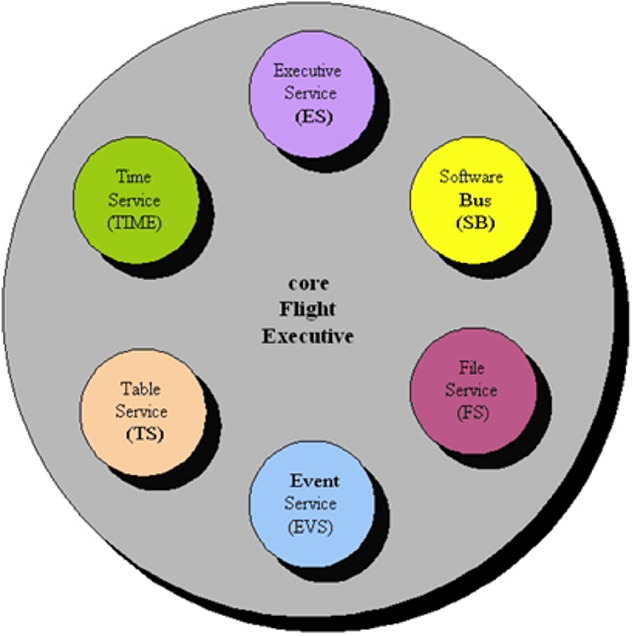 Executive
Service
(ES)
Time
Service
(TIME)
Software
Bus
(SB)
core
Flight
Executive
Table
Service
(TS)
File
Service
(FS)
Event
Service
(EVS)